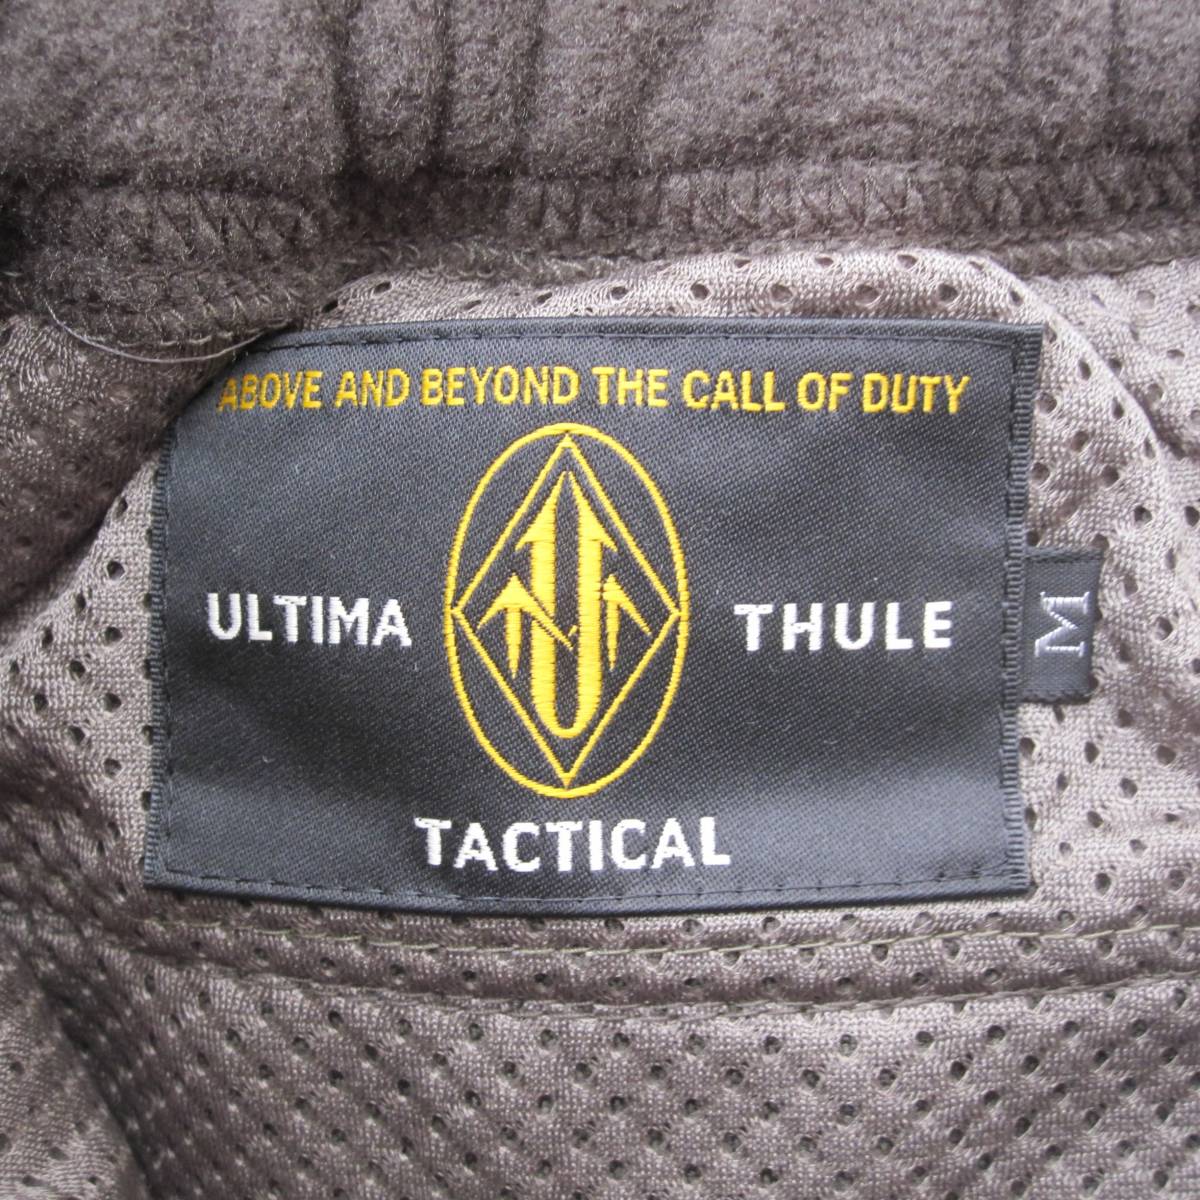 ABOVE AND BEYOND THE CALL OF DUTY
ULTIMA THULE
TACTICAL
M